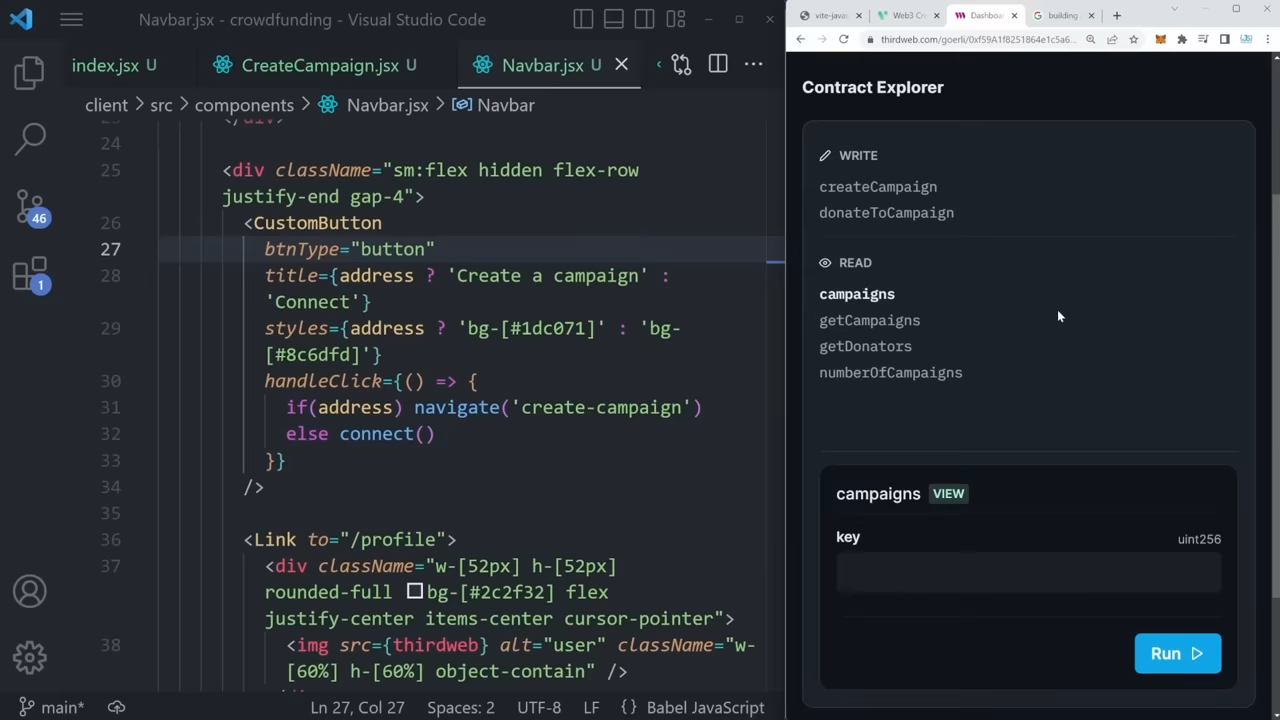 Navbar.jsx - crowdfunding - Visual Studio Code
index.jsx U
CreateCampaign.jsx U
Navbar.jsx U
client > src > components > Navbar.jsx > Navbar
24
25 <div className="sm:flex hidden flex-row
justify-end gap-4">
26 <CustomButton
27 btnType="button"
28 title={address ? 'Create a campaign' :
'Connect'}
29 styles={address ? 'bg-[#1dc071]' : 'bg-
[#8c6dfd]'}
30 handleClick={() => {
31 if(address) navigate('create-campaign')
32 else connect()
33 }}
34 />
35
36 <Link to="/profile">
37 <div className="w-[52px] h-[52px]
rounded-full bg-[#2c2f32] flex
justify-center items-center cursor-pointer">
38 <img src={thirdweb} alt="user" className="w-
[60%] h-[60%] object-contain" />
46
1
main*
Ln 27, Col 27
Spaces: 2
UTF-8
LF
{} Babel JavaScript
vite-java
Web3 Cr
Dashboa
building
thirdweb.com/goerli/0xf59A1f8251864e1c5a6...
Contract Explorer
WRITE
createCampaign
donateToCampaign
READ
campaigns
getCampaigns
getDonators
numberOfCampaigns
campaigns VIEW
key uint256
Run